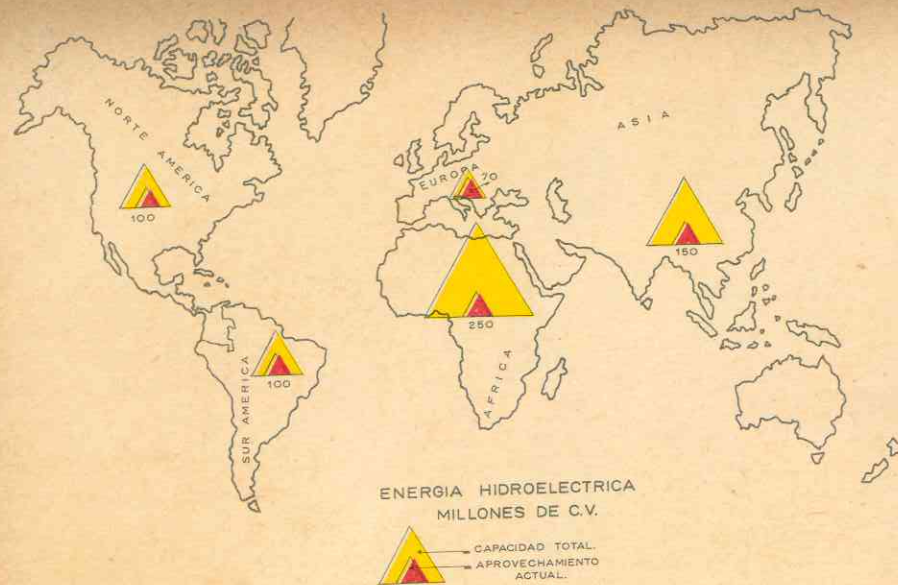 NORTE AMERICA
100
EUROPA
70
ASIA
150
250
AFRICA
SUR AMERICA
100
ENERGIA HIDROELECTRICA
MILLONES DE C.V.
CAPACIDAD TOTAL.
APROVECHAMIENTO
ACTUAL.